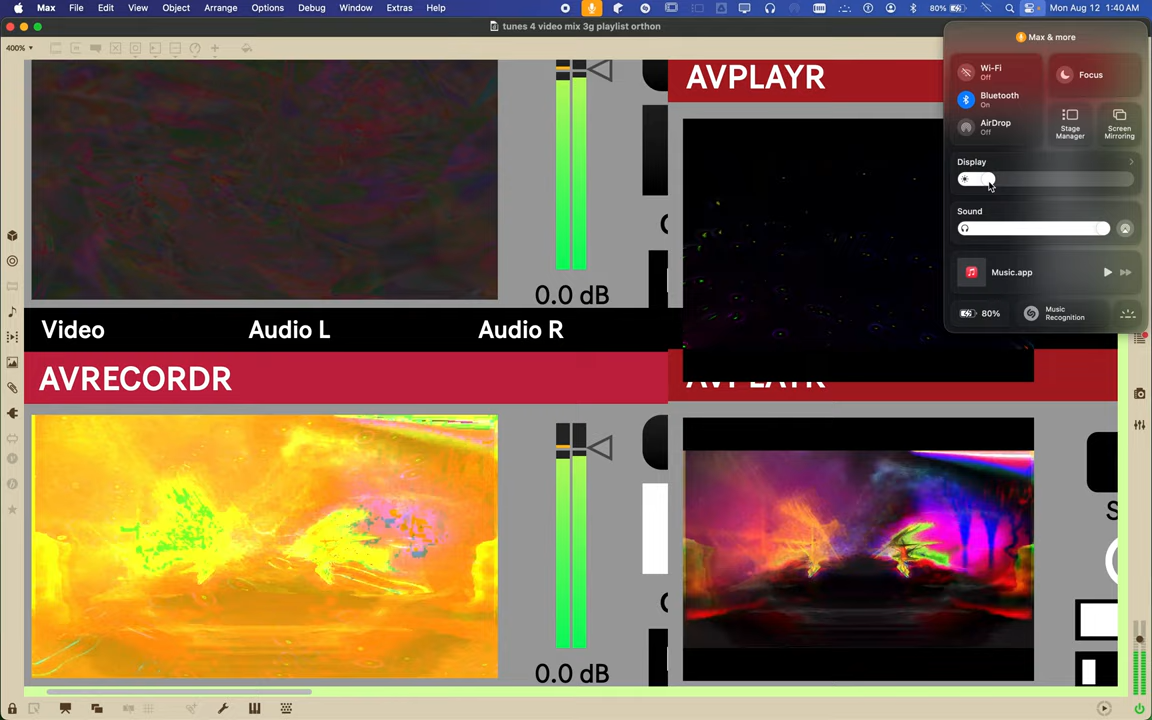 Max File Edit View Object Arrange Options Debug Window Extras Help
80% Mon Aug 12 1:40 AM
tunes 4 video mix 3g playlist orthon
400%
Max & more
Wi-Fi
Off
Bluetooth
On
AirDrop
Off
Focus
Stage
Manager
Screen
Mirroring
Display
Sound
Music.app
80%
Music
Recognition
AVPLAYR
0.0 dB
Video Audio L Audio R
AVRECORDR
AVPLAYR
0.0 dB
S